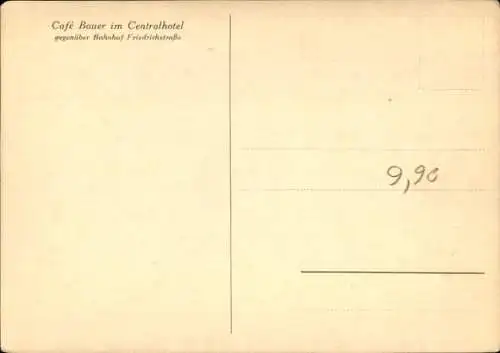 Café Bauer im Centralhotel
gegenüber Bahnhof Friedrichstraße
9,90